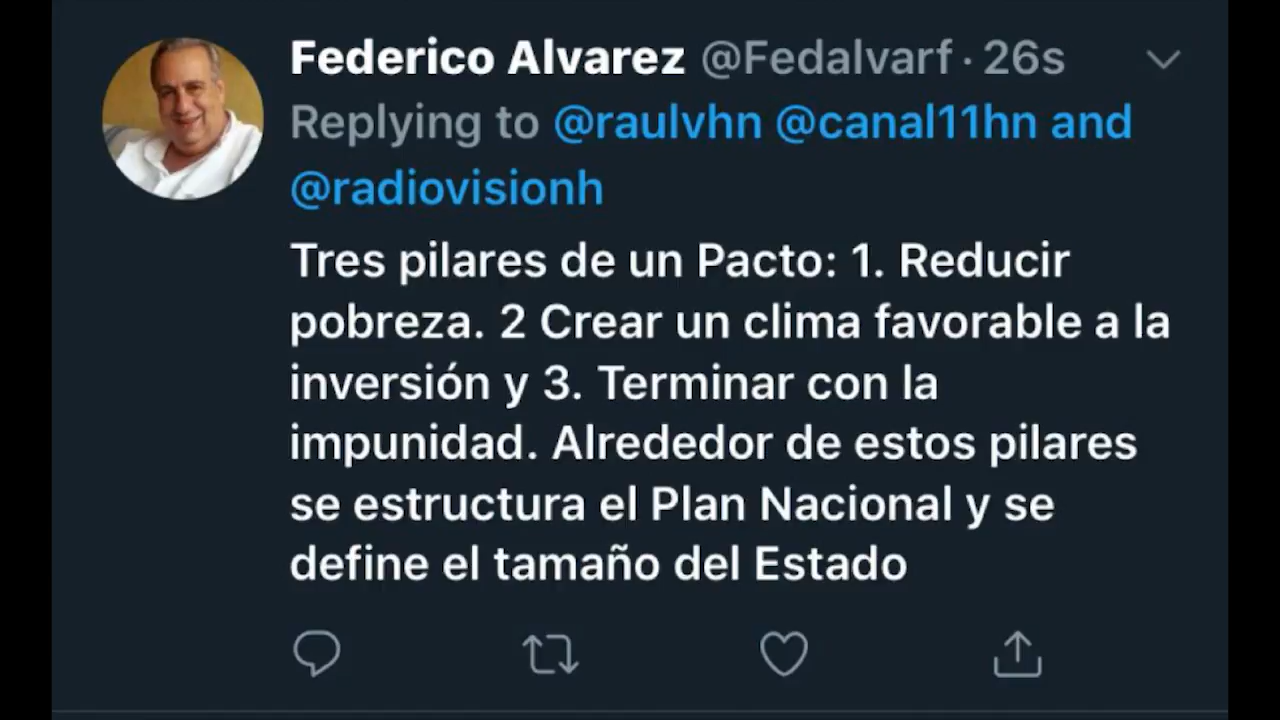 Federico Alvarez @Fedalvarf · 26s
Replying to @raulvhn @canal11hn and
@radiovisionh
Tres pilares de un Pacto: 1. Reducir
pobreza. 2 Crear un clima favorable a la
inversión y 3. Terminar con la
impunidad. Alrededor de estos pilares
se estructura el Plan Nacional y se
define el tamaño del Estado